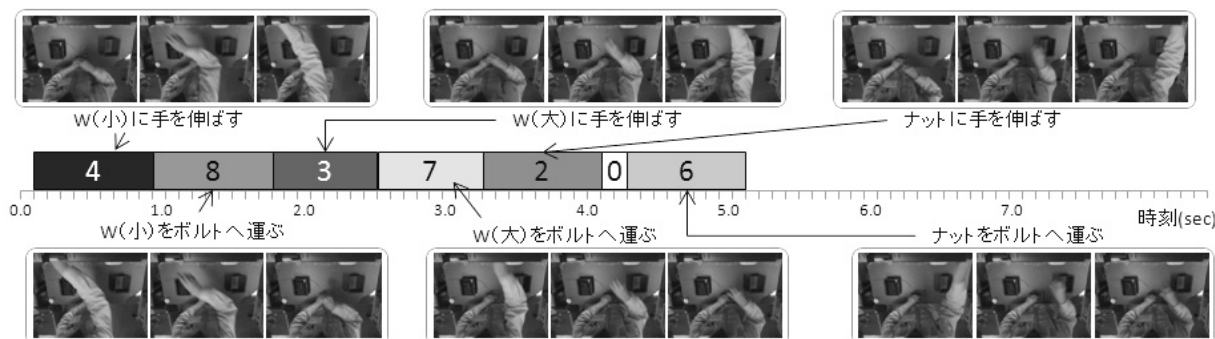 w(小)に手を伸ばす
w(大)に手を伸ばす
ナットに手を伸ばす
4
8
3
7
2
0
6
0.0
1.0
2.0
3.0
4.0
5.0
6.0
7.0
時刻(sec)
w(小)をボルトへ運ぶ
w(大)をボルトへ運ぶ
ナットをボルトへ運ぶ